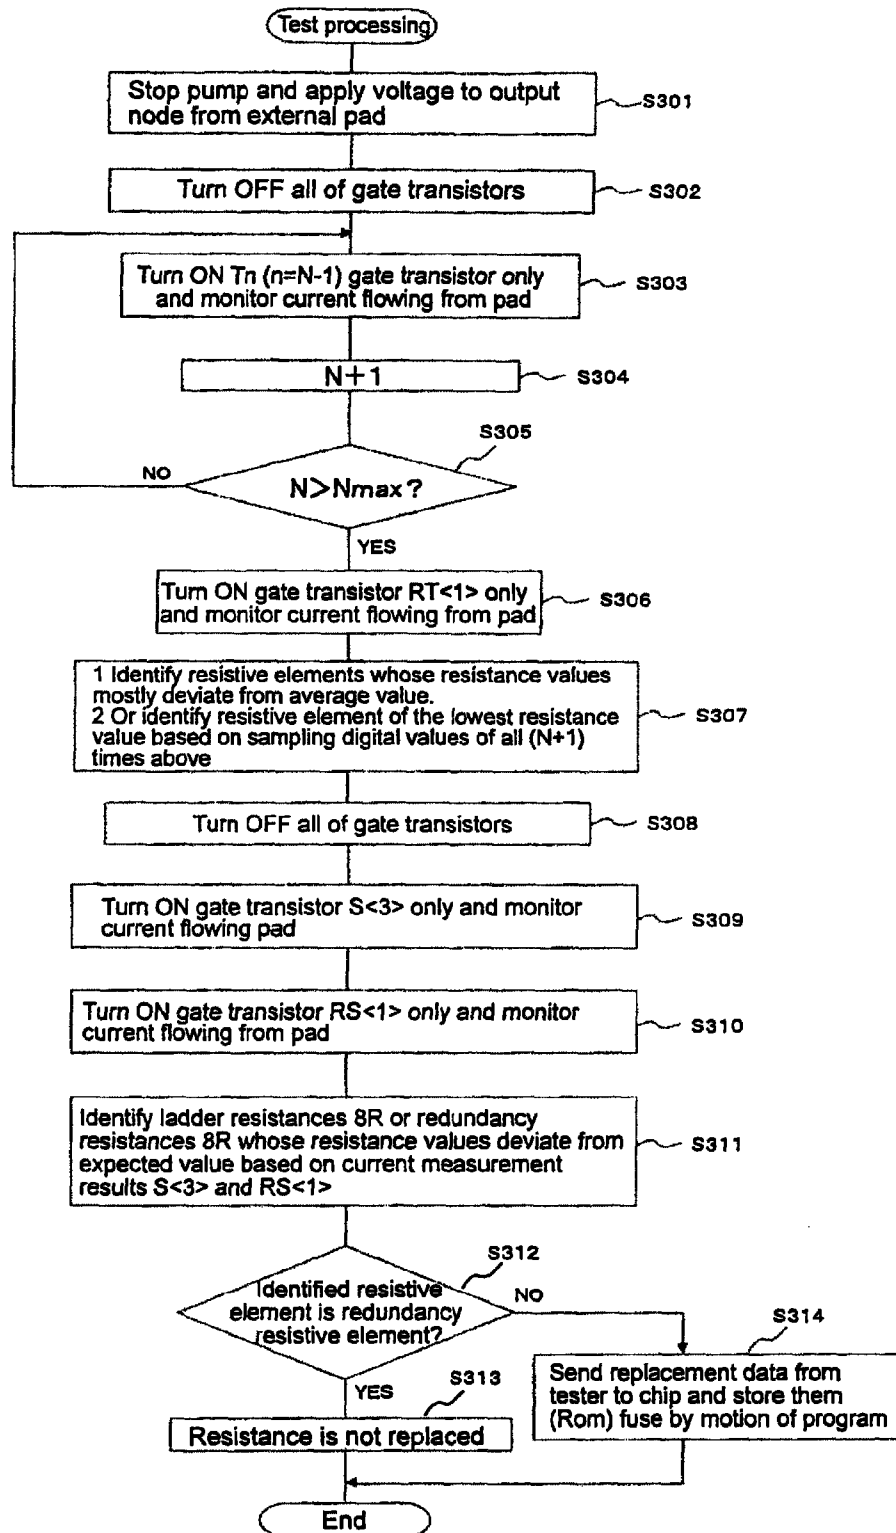 Test processing
Stop pump and apply voltage to output
node from external pad
S301
Turn OFF all of gate transistors
S302
Turn ON Tn (n=N-1) gate transistor only
and monitor current flowing from pad
S303
N+1
S304
S305
NO
N>Nmax?
YES
Turn ON gate transistor RT<1> only
and monitor current flowing from pad
S306
1 Identify resistive elements whose resistance values
mostly deviate from average value.
2 Or identify resistive element of the lowest resistance
value based on sampling digital values of all (N+1)
times above
S307
Turn OFF all of gate transistors
S308
Turn ON gate transistor S<3> only and monitor
current flowing pad
S309
Turn ON gate transistor RS<1> only and monitor
current flowing from pad
S310
Identify ladder resistances 8R or redundancy
resistances 8R whose resistance values deviate from
expected value based on current measurement
results S<3> and RS<1>
S311
S312
Identified resistive
element is redundancy
resistive element?
NO
S314
Send replacement data from
tester to chip and store them
(Rom) fuse by motion of program
YES
S313
Resistance is not replaced
End